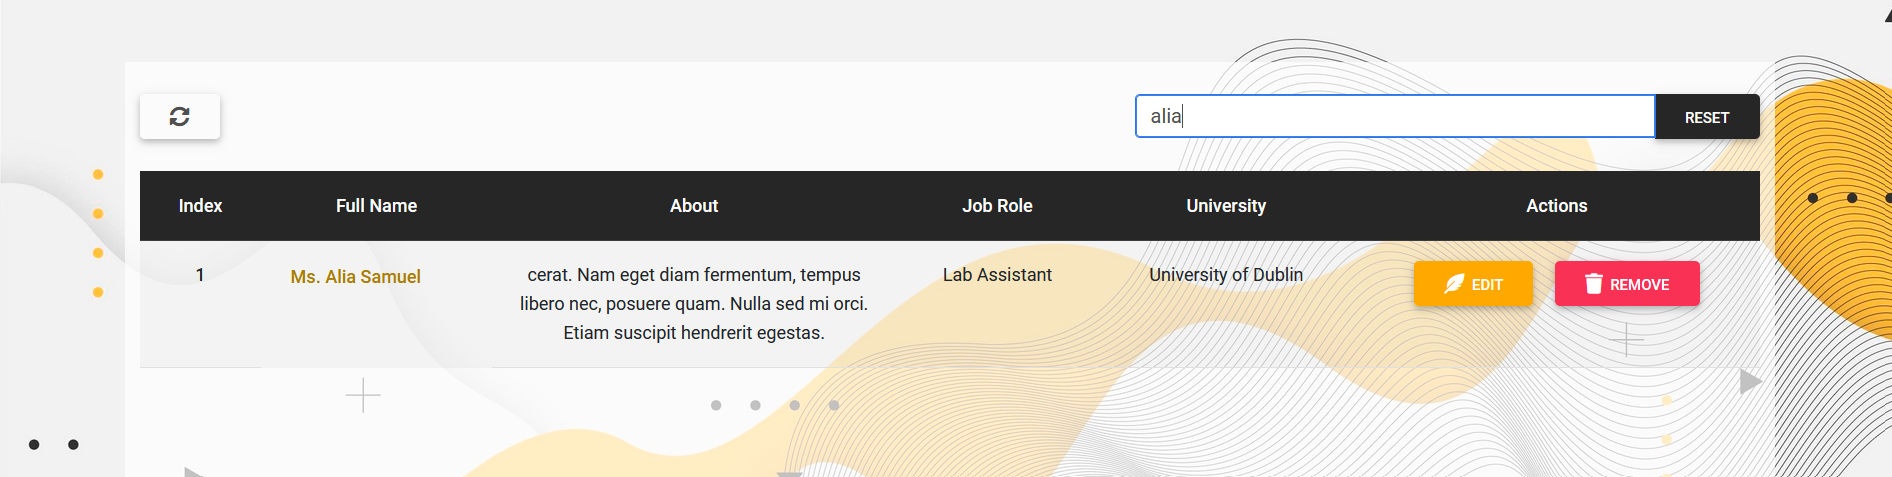 alia
RESET
Index Full Name About Job Role University Actions
1 Ms. Alia Samuel cerat. Nam eget diam fermentum, tempus Lab Assistant University of Dublin EDIT REMOVE
libero nec, posuere quam. Nulla sed mi orci.
Etiam suscipit hendrerit egestas.